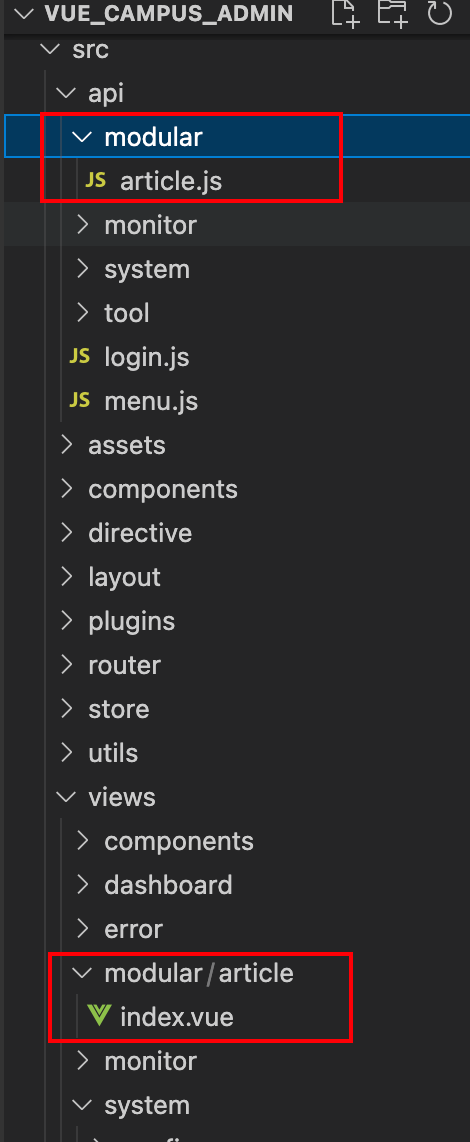 VUE_CAMPUS_ADMIN
src
api
modular
JS article.js
monitor
system
tool
JS login.js
JS menu.js
assets
components
directive
layout
plugins
router
store
utils
views
components
dashboard
error
modular/article
index.vue
monitor
system